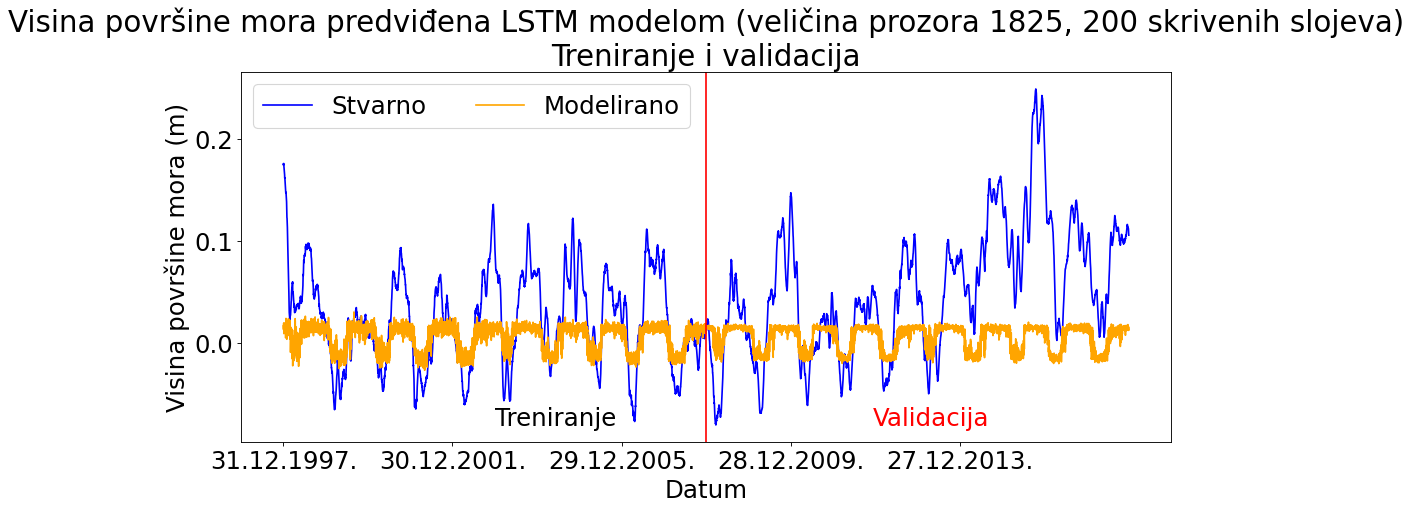 Visina površine mora predviđena LSTM modelom (veličina prozora 1825, 200 skrivenih slojeva)
Treniranje i validacija
Stvarno
Modelirano
Visina površine mora (m)
0.2
0.1
0.0
Treniranje
Validacija
31.12.1997.
30.12.2001.
29.12.2005.
28.12.2009.
27.12.2013.
Datum